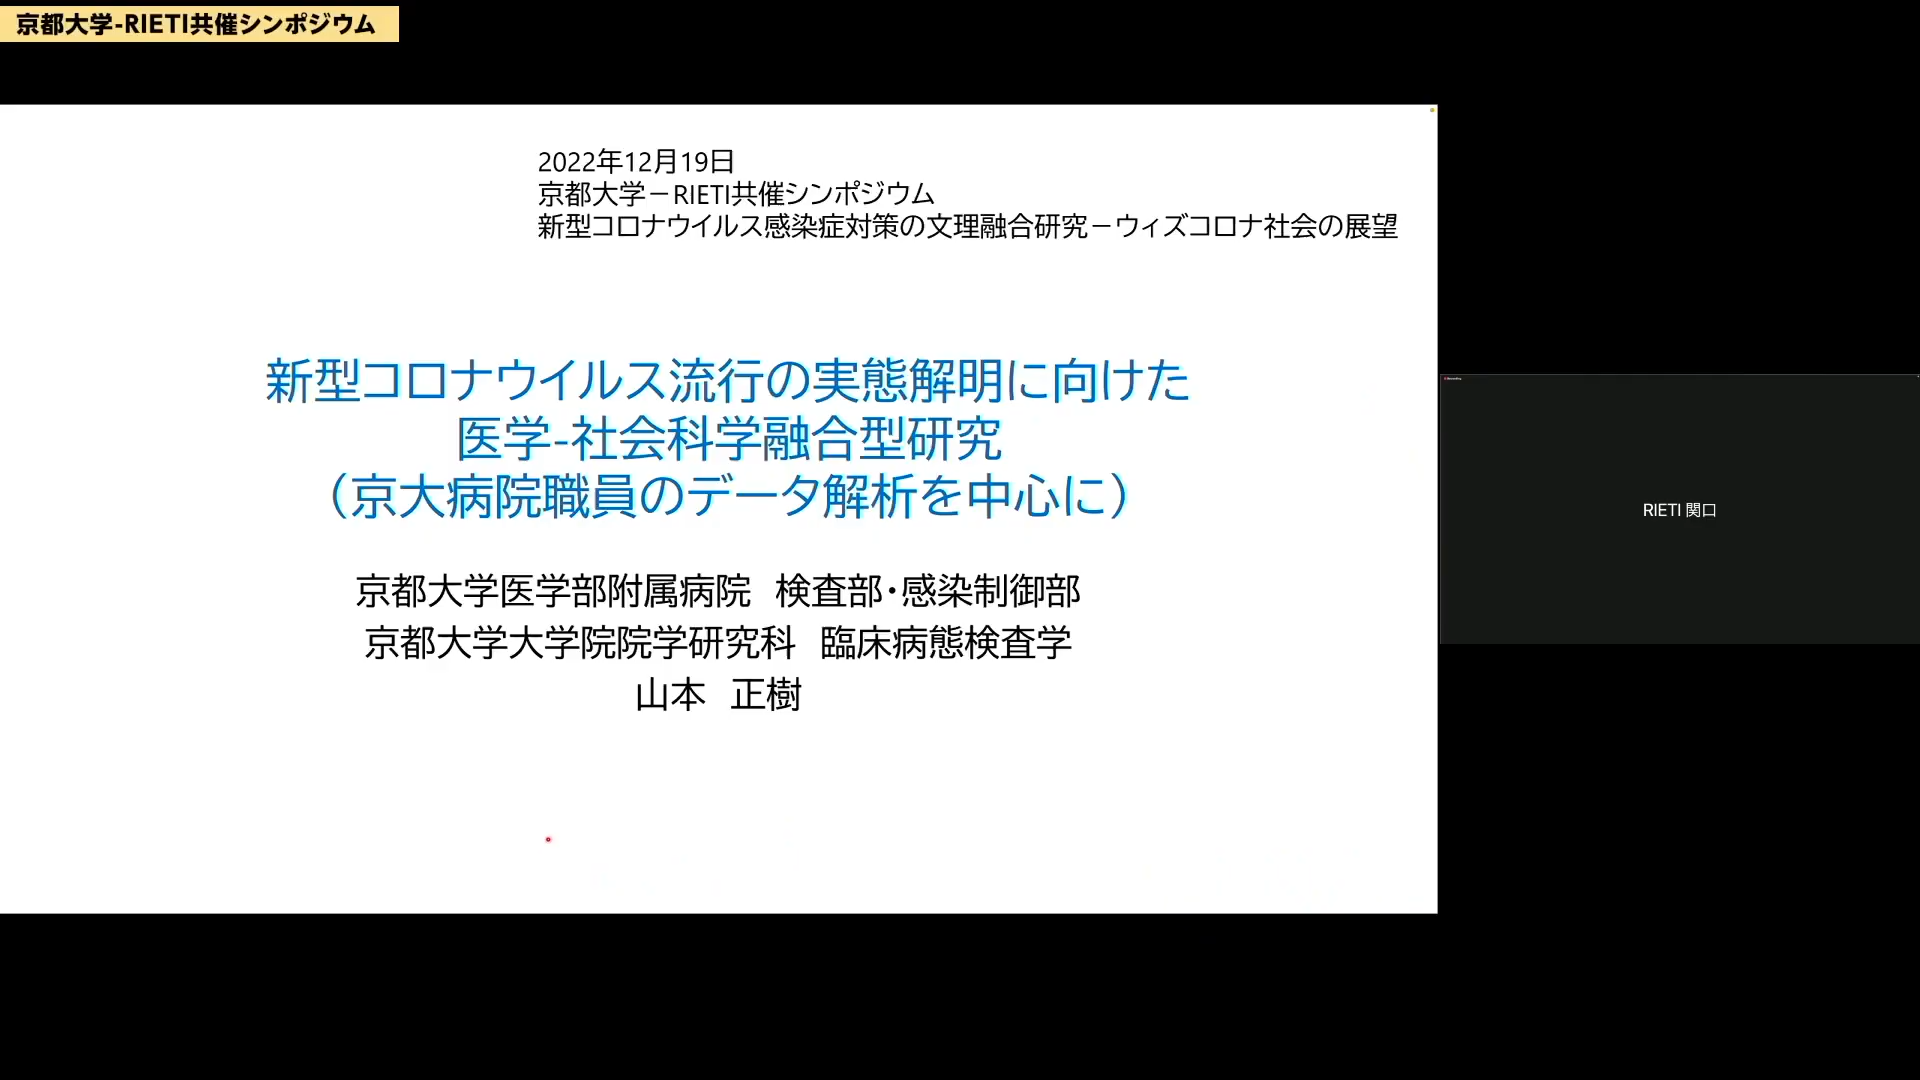 京都大学-RIETI共催シンポジウム
2022年12月19日
京都大学－RIETI共催シンポジウム
新型コロナウイルス感染症対策の文理融合研究－ウィズコロナ社会の展望
新型コロナウイルス流行の実態解明に向けた
医学-社会科学融合型研究
（京大病院職員のデータ解析を中心に）
京都大学医学部附属病院　検査部・感染制御部
京都大学大学院院学研究科　臨床病態検査学
山本　正樹
RIETI 関口